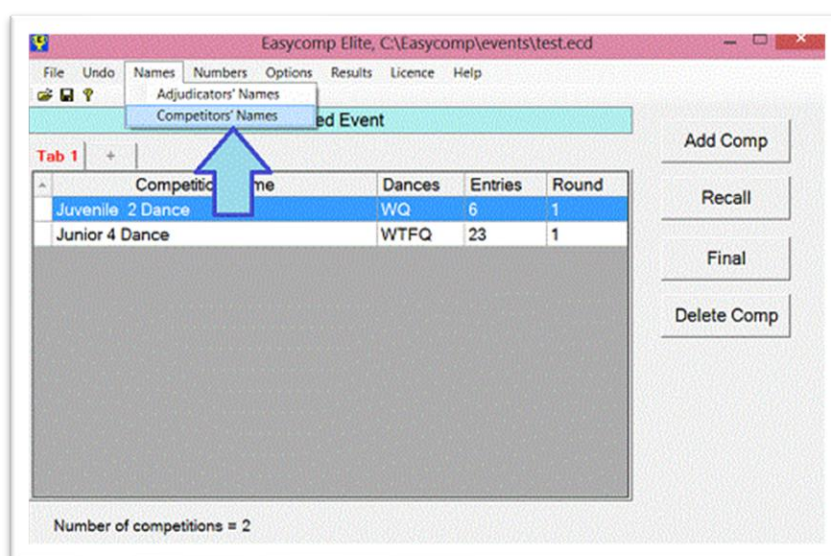 Easycomp Elite, C:\Easycomp\events\test.ecd
File Undo Names Numbers Options Results Licence Help
Adjudicators' Names
Competitors' Names
ed Event
Add Comp
Tab 1 +
Competitio me Dances Entries Round
Recall
Juvenile 2 Dance WQ 6 1
Junior 4 Dance WTFQ 23 1
Final
Delete Comp
Number of competitions = 2